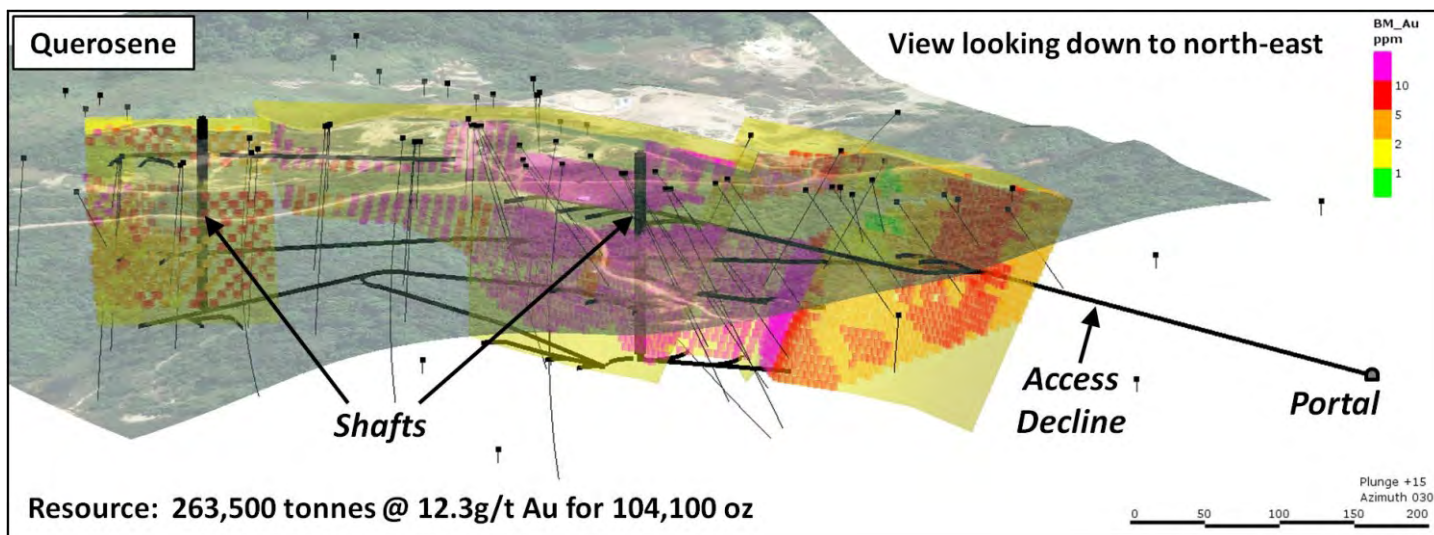 Querosene
View looking down to north-east
BM_Au
ppm
10
5
2
1
Shafts
Access
Decline
Portal
Resource:  263,500 tonnes @ 12.3g/t Au for 104,100 oz
Plunge +15
Azimuth 030
0 50 100 150 200